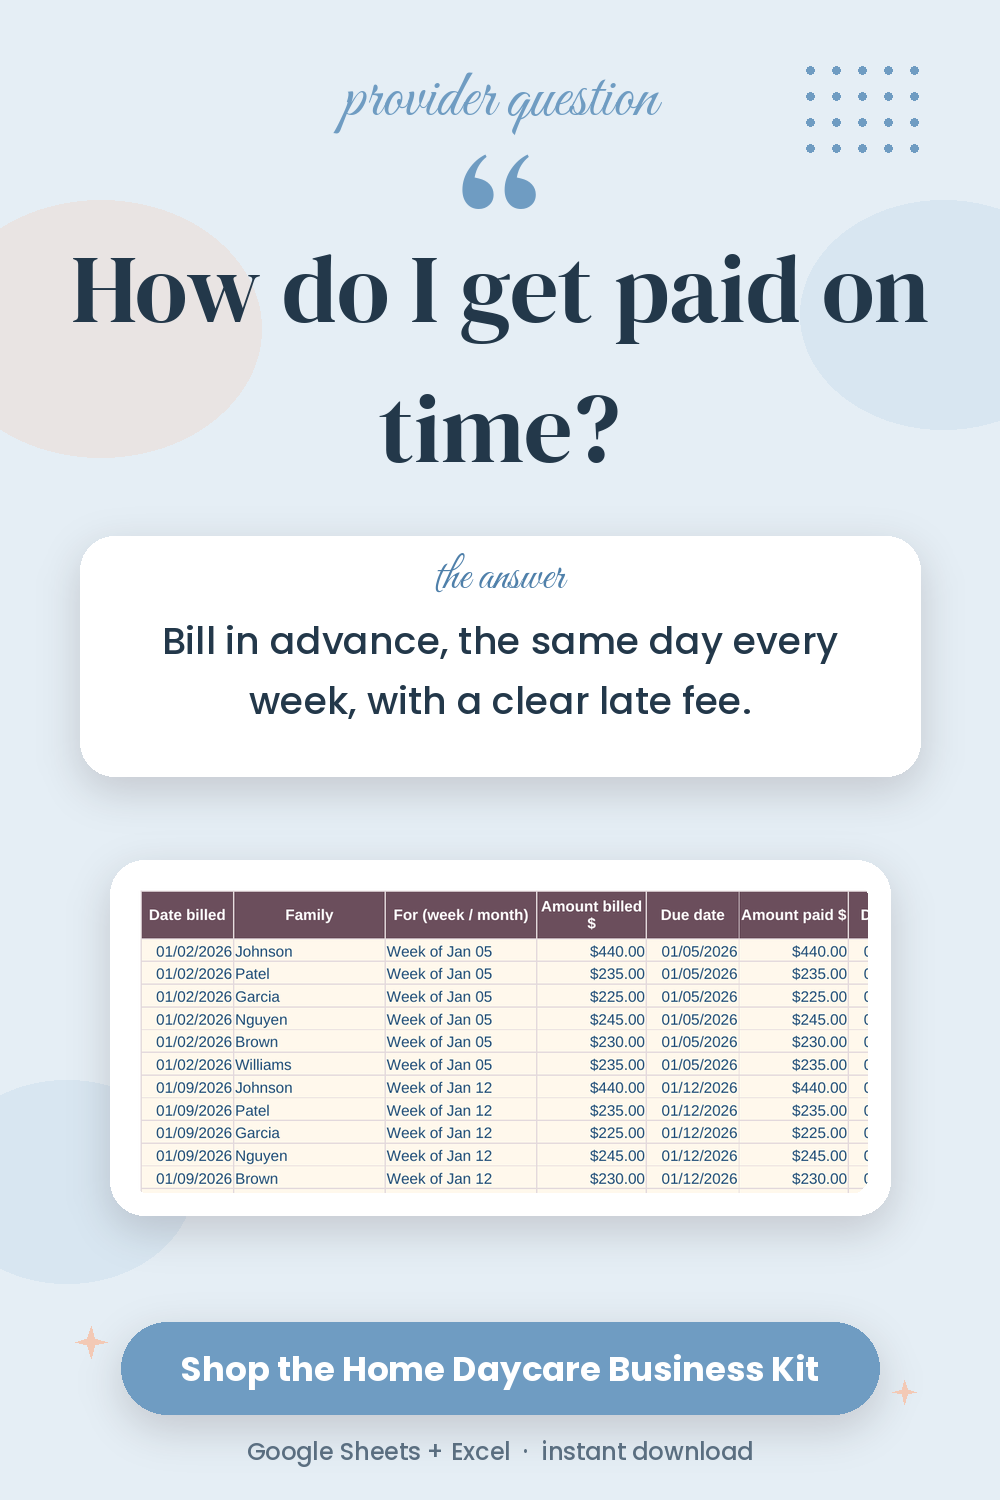 provider question
“
How do I get paid on
time?
the answer
Bill in advance, the same day every
week, with a clear late fee.
Date billed Family For (week / month) Amount billed $ Due date Amount paid $
01/02/2026 Johnson Week of Jan 05 $440.00 01/05/2026 $440.00
01/02/2026 Patel Week of Jan 05 $235.00 01/05/2026 $235.00
01/02/2026 Garcia Week of Jan 05 $225.00 01/05/2026 $225.00
01/02/2026 Nguyen Week of Jan 05 $245.00 01/05/2026 $245.00
01/02/2026 Brown Week of Jan 05 $230.00 01/05/2026 $230.00
01/02/2026 Williams Week of Jan 05 $235.00 01/05/2026 $235.00
01/09/2026 Johnson Week of Jan 12 $440.00 01/12/2026 $440.00
01/09/2026 Patel Week of Jan 12 $235.00 01/12/2026 $235.00
01/09/2026 Garcia Week of Jan 12 $225.00 01/12/2026 $225.00
01/09/2026 Nguyen Week of Jan 12 $245.00 01/12/2026 $245.00
01/09/2026 Brown Week of Jan 12 $230.00 01/12/2026 $230.00
Shop the Home Daycare Business Kit
Google Sheets + Excel · instant download